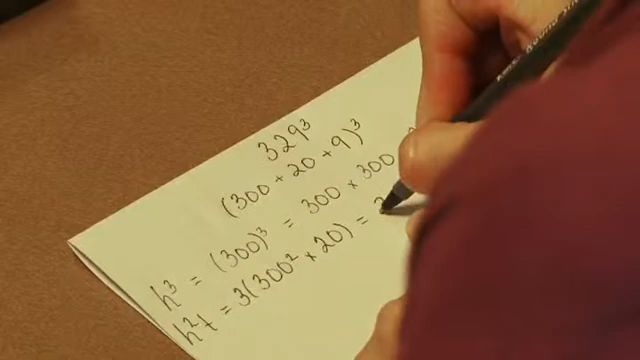 329³
(300 + 20 + 9)³
h³ = (300)³ = 300 × 300
h²t = 3(300² × 20) =